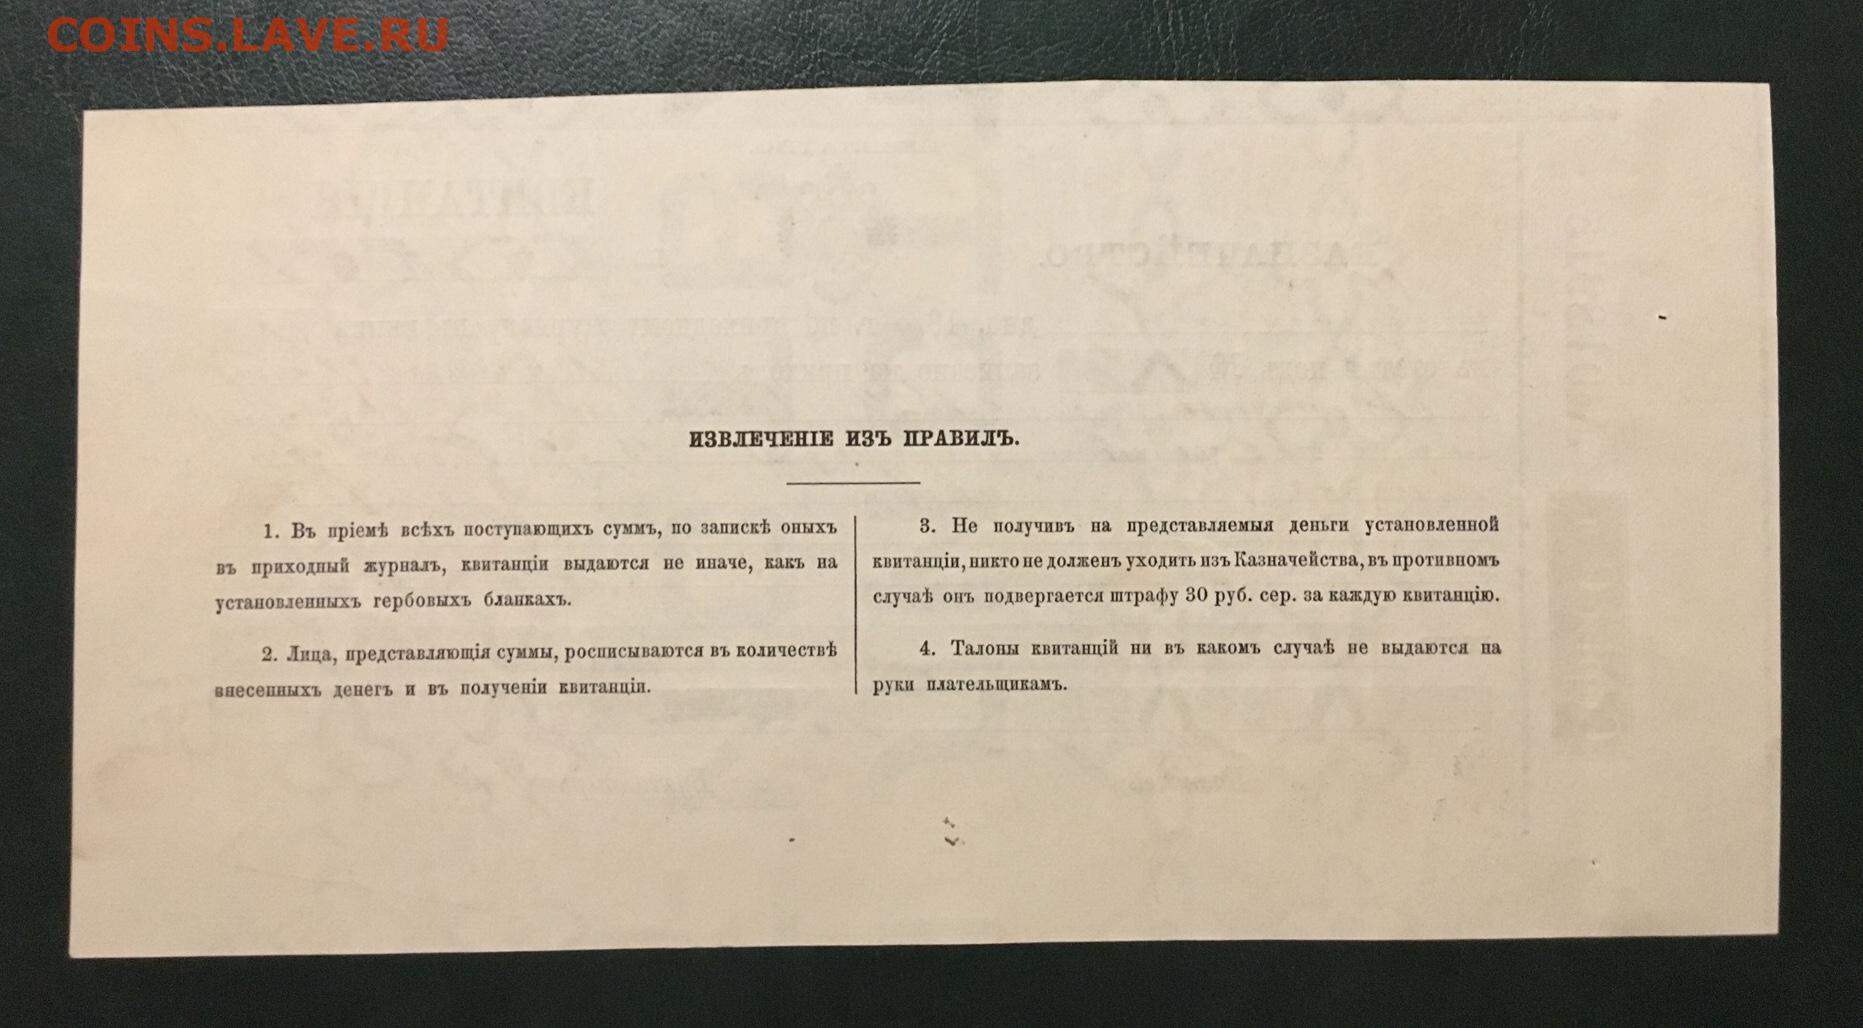 COINS.LAVE.RU
КВИТАНЦІЯ
КАЗНАЧЕЙСТВО.
ИЗВЛЕЧЕНІЕ ИЗЪ ПРАВИЛЪ.
1. Въ пріемѣ всѣхъ поступающихъ суммъ, по запискѣ оныхъ
въ приходный журналъ, квитанціи выдаются не иначе, какъ на
установленныхъ гербовыхъ бланкахъ.
2. Лица, представляющія суммы, росписываются въ количествѣ
внесенныхъ денегъ и въ полученіи квитанціи.
3. Не получивъ на представляемыя деньги установленной
квитанціи, никто не долженъ уходить изъ Казначейства, въ противномъ
случаѣ онъ подвергается штрафу 30 руб. сер. за каждую квитанцію.
4. Талоны квитанцій ни въ какомъ случаѣ не выдаются на
руки плательщикамъ.